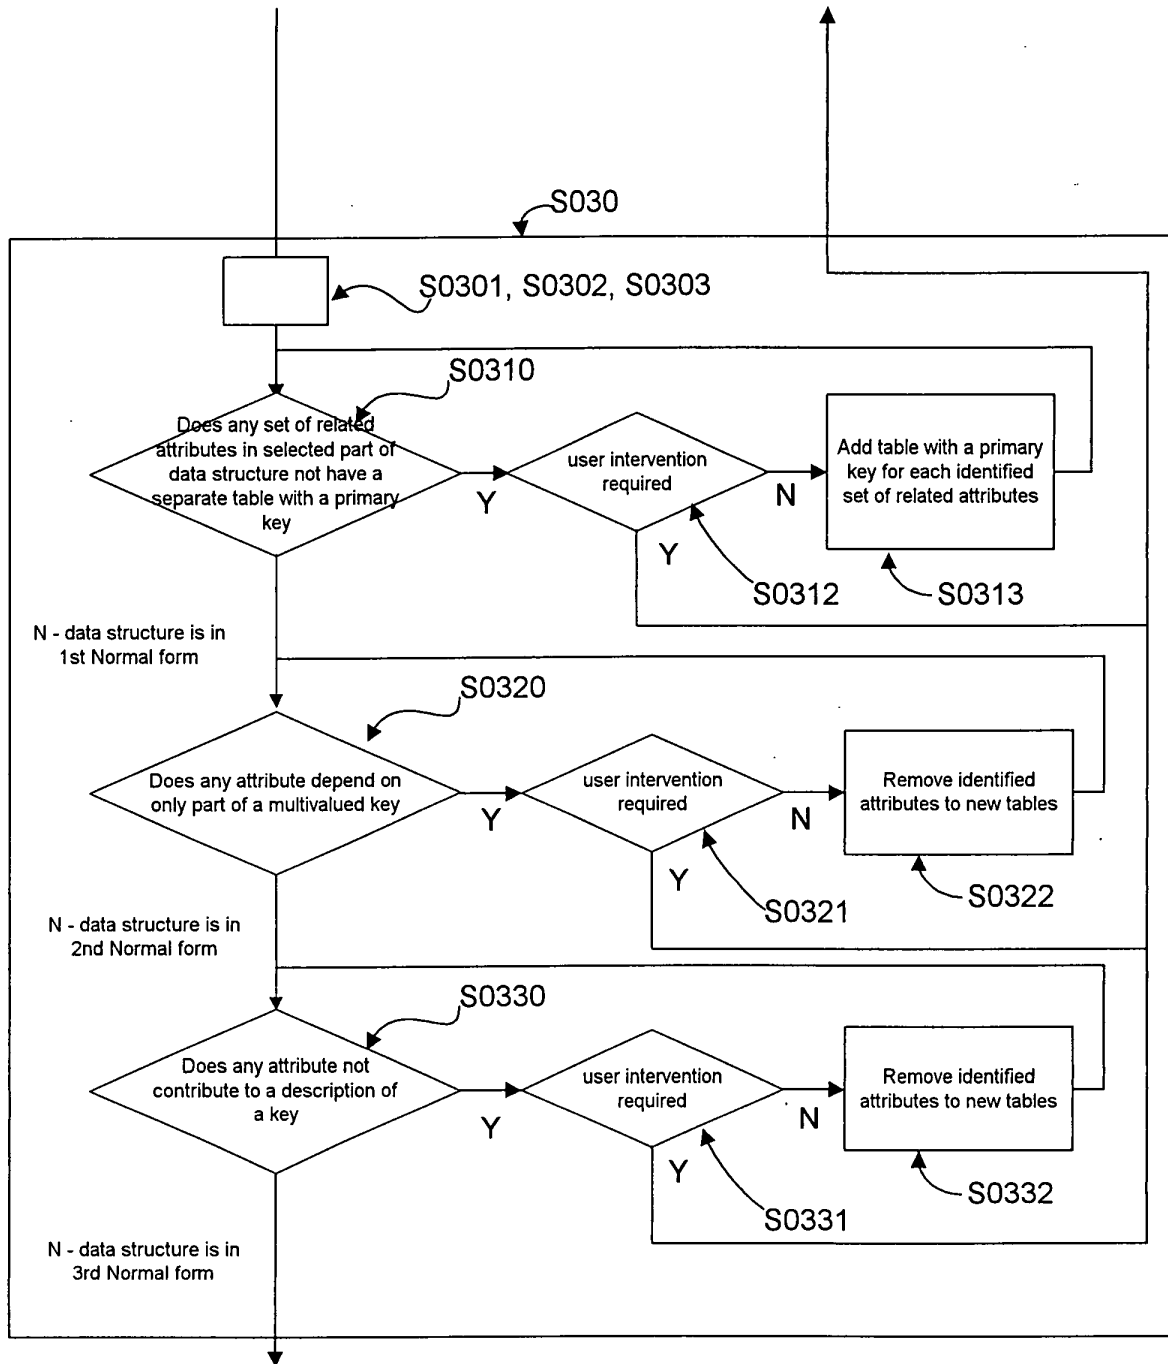 S030
S0301, S0302, S0303
S0310
Does any set of related
attributes in selected part of
data structure not have a
separate table with a primary
key
Y
user intervention
required
N
Y
S0312
Add table with a primary
key for each identified
set of related attributes
S0313
N - data structure is in
1st Normal form
S0320
Does any attribute depend on
only part of a multivalued key
Y
user intervention
required
N
Y
S0321
Remove identified
attributes to new tables
S0322
N - data structure is in
2nd Normal form
S0330
Does any attribute not
contribute to a description of
a key
Y
user intervention
required
N
Y
S0331
Remove identified
attributes to new tables
S0332
N - data structure is in
3rd Normal form